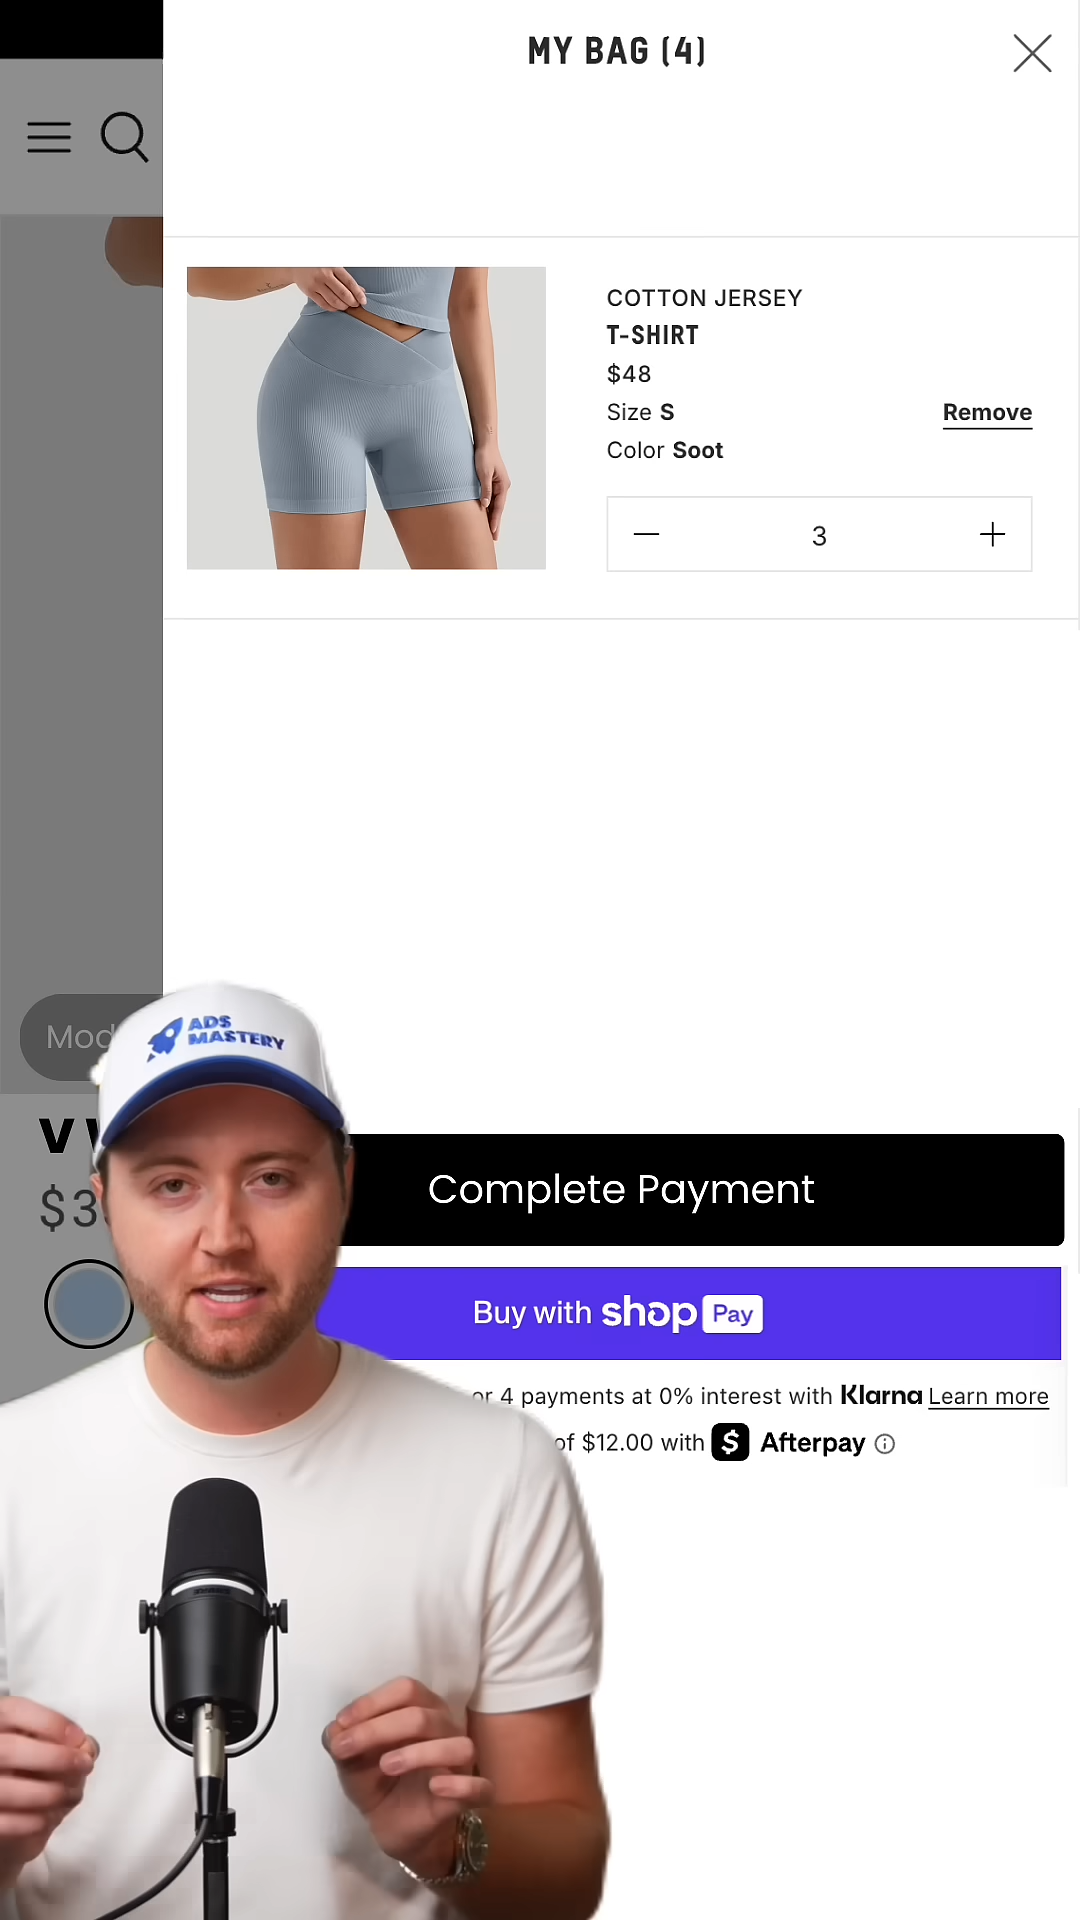 MY BAG (4)
COTTON JERSEY
T-SHIRT
$48
Size S
Remove
Color Soot
3
ADS
MASTERY
$3
Complete Payment
Buy with shop Pay
or 4 payments at 0% interest with Klarna Learn more
of $12.00 with Afterpay